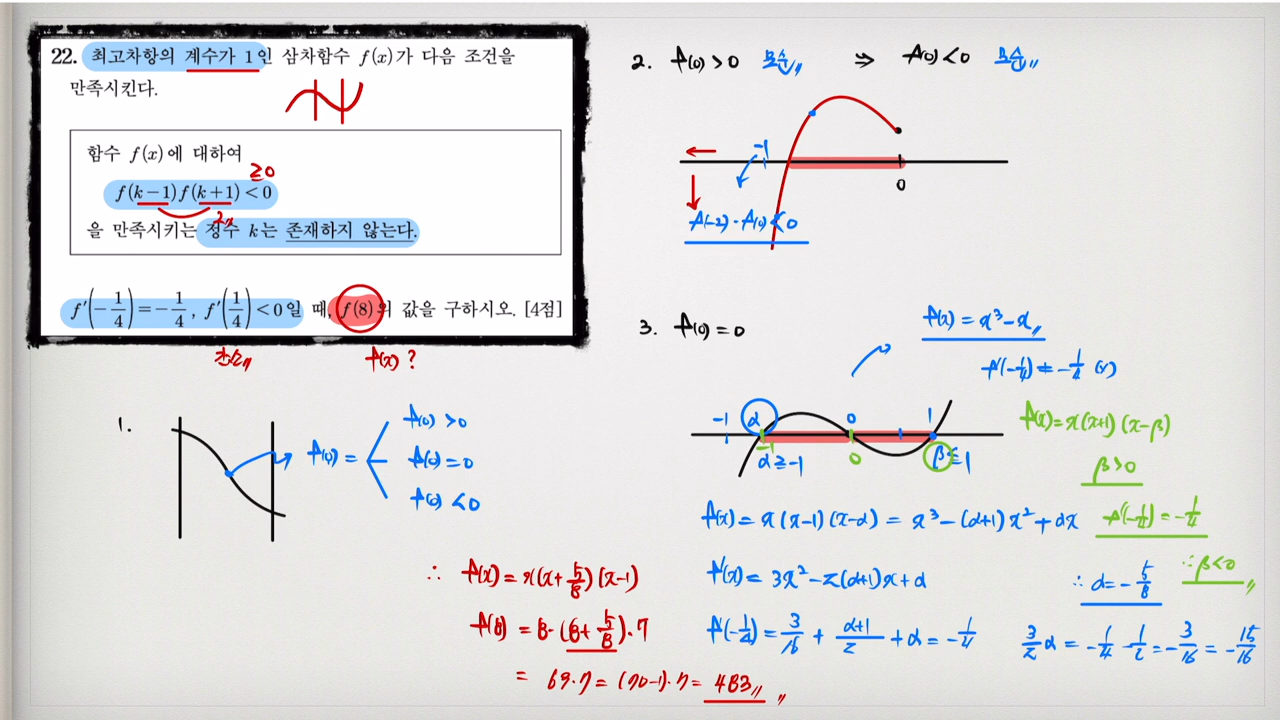 22. 최고차항의 계수가 1인 삼차함수 f(x)가 다음 조건을
만족시킨다.
함수 f(x)에 대하여
≥0
f(k−1)f(k+1)<0
을 만족시키는 정수 k는 존재하지 않는다.
f′(−1/4)=−1/4, f′(1/4)<0일 때, f(8)의 값을 구하시오. [4점]
f(x) ?
1.
f(0) =
f(0) >0
f(0) =0
f(0) <0
2. f(0) >0 모순 ⇒ f(0) <0 모순
-1
0
f(-2)·f(0) <0
3. f(0) =0
f(x) = x³-x
f′(-1/4) ≠ -1/4 (x)
-1 α 0 1
-1 0 β
α≥-1 ≤1
f(x) = x(x+1)(x-β)
β>0
f′(-1/4) = -1/4
∴ β<0
f(x) = x(x-1)(x-α) = x³-(α+1)x²+αx
f′(x) = 3x²-2(α+1)x+α
∴ α = -5/8
f′(-1/4) = 3/16 + (α+1)/2 + α = -1/4
3/2 α = -1/4 -1/2 -3/16 = -15/16
∴ f(x) = x(x+5/8)(x-1)
f(8) = 8·(8+5/8)·7
= 69·7 = (70-1)·7 = 483